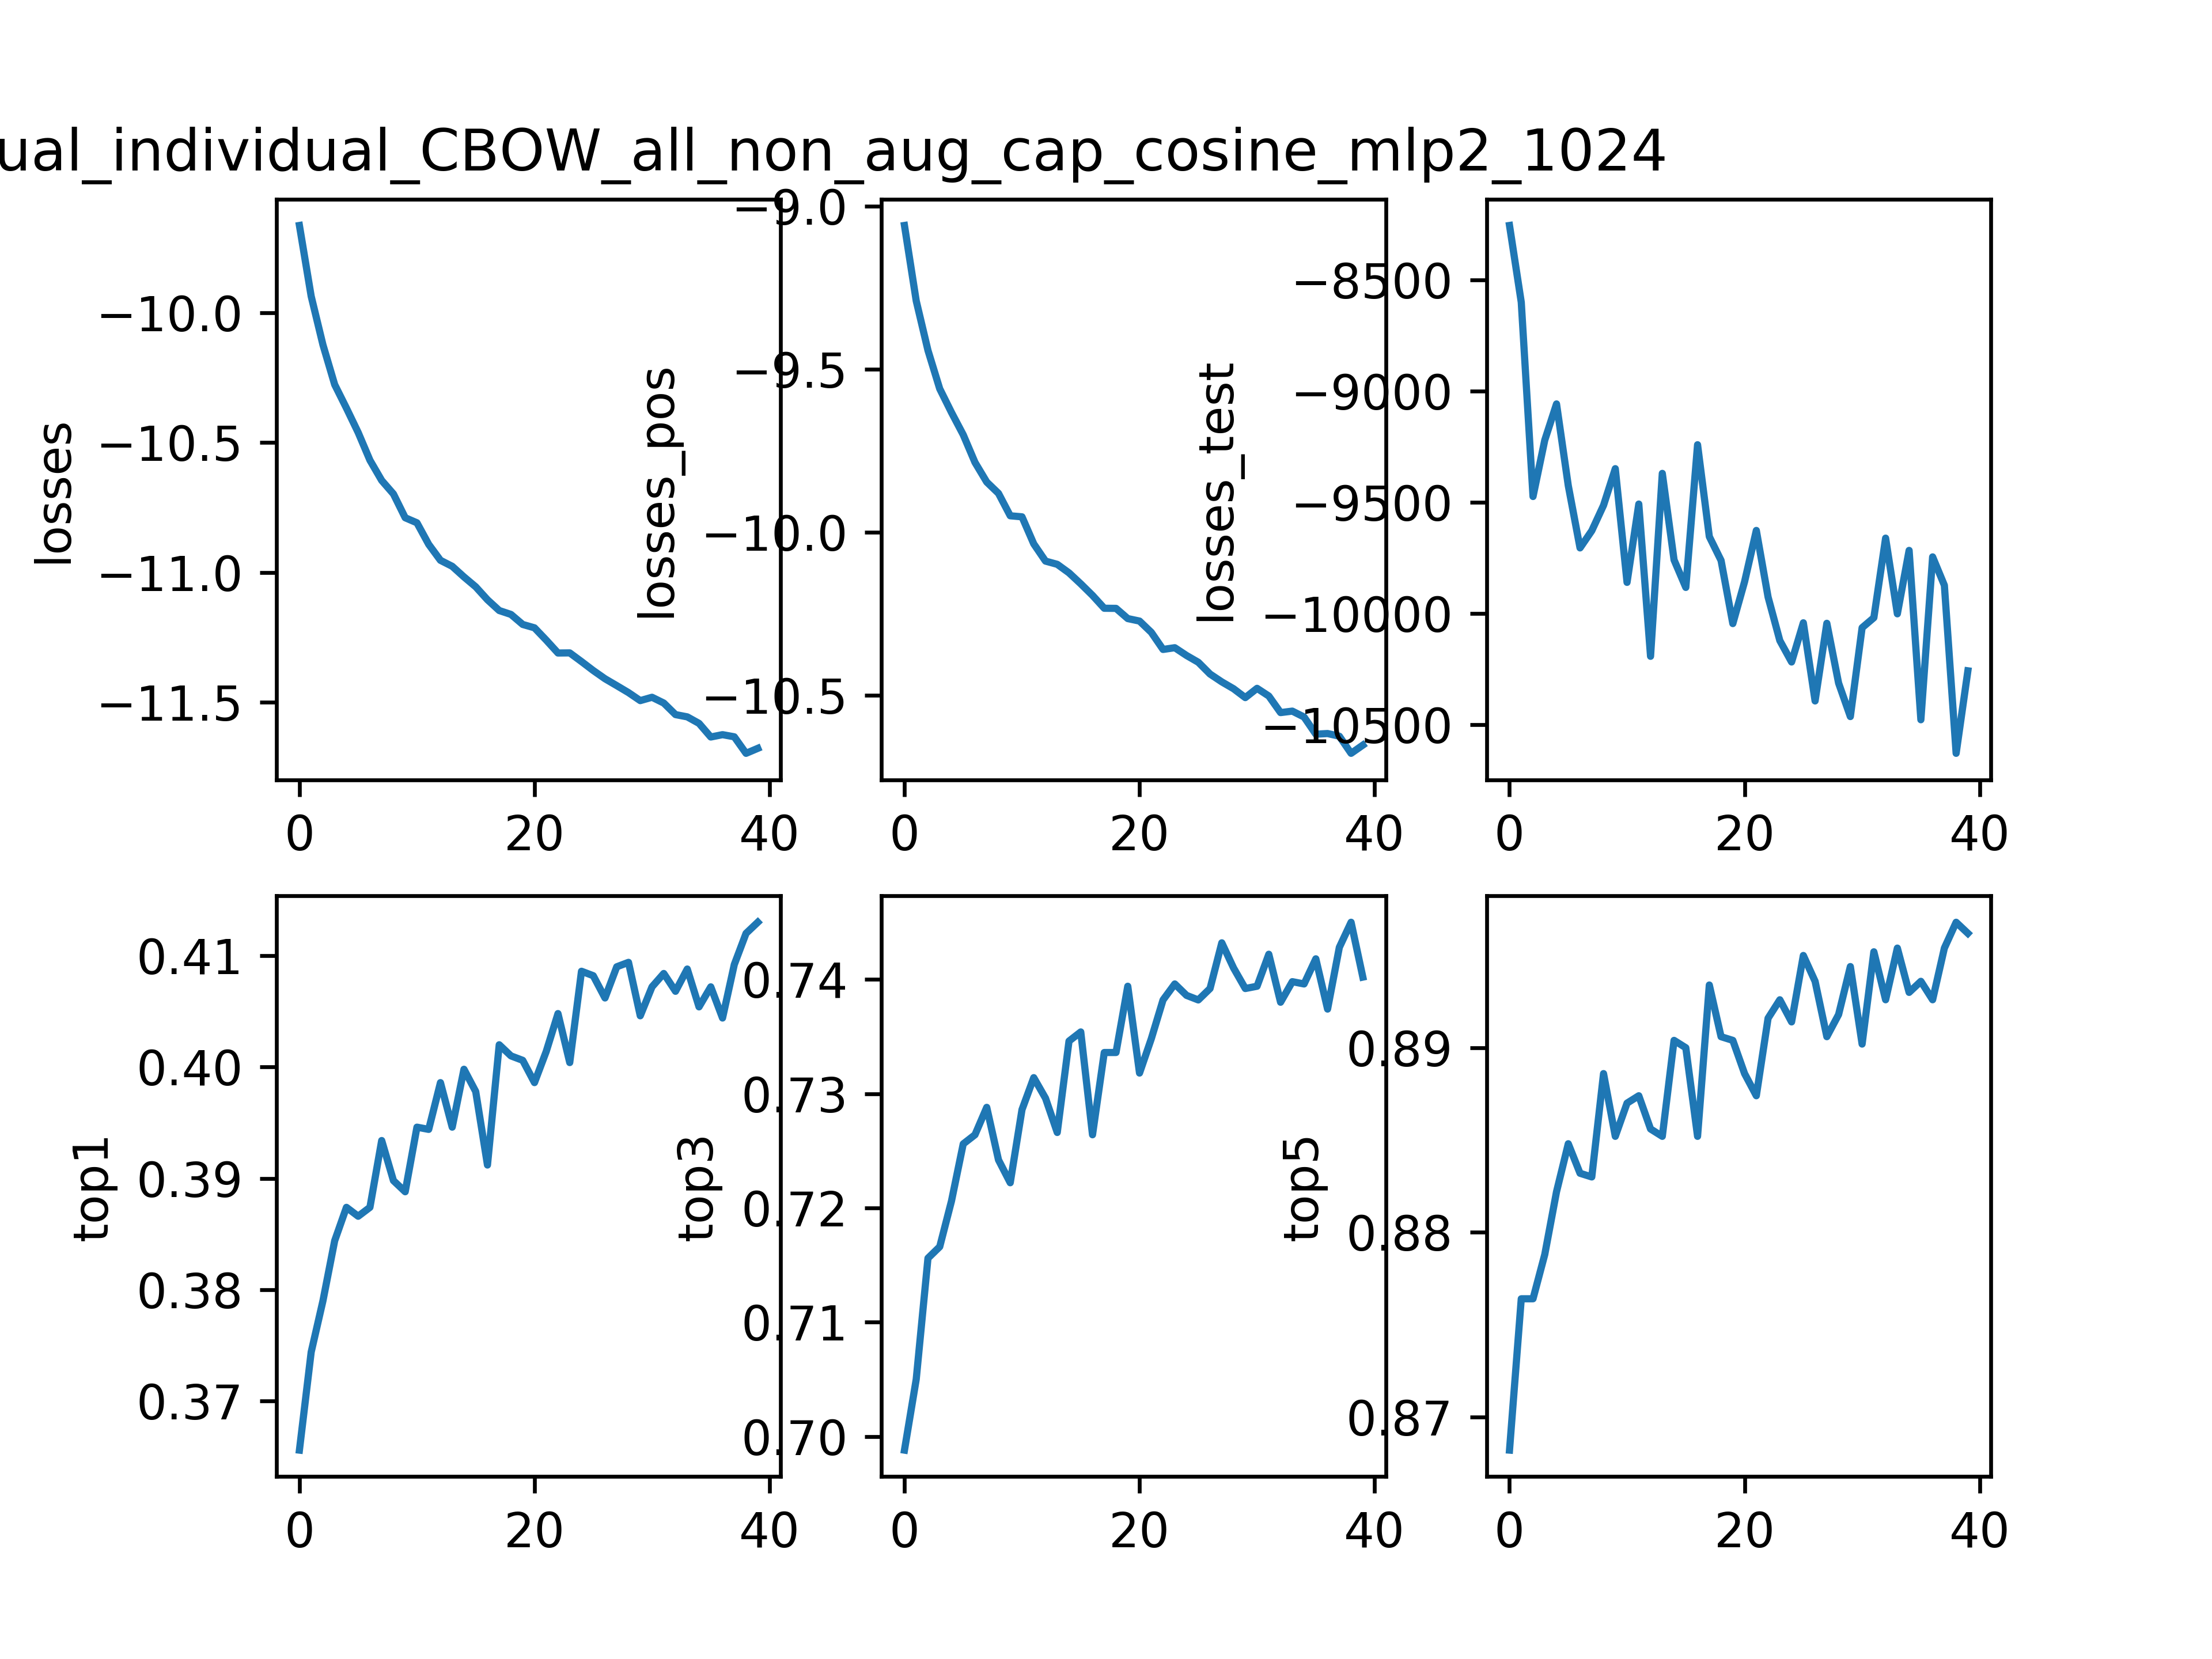 ual_individual_CBOW_all_non_aug_cap_cosine_mlp2_1024
losses
−10.0
−10.5
−11.0
−11.5
0 20 40
losses_pos
−9.0
−9.5
−10.0
−10.5
0 20 40
losses_test
−8500
−9000
−9500
−10000
−10500
0 20 40
top1
0.41
0.40
0.39
0.38
0.37
0 20 40
top3
0.74
0.73
0.72
0.71
0.70
0 20 40
top5
0.89
0.88
0.87
0 20 40